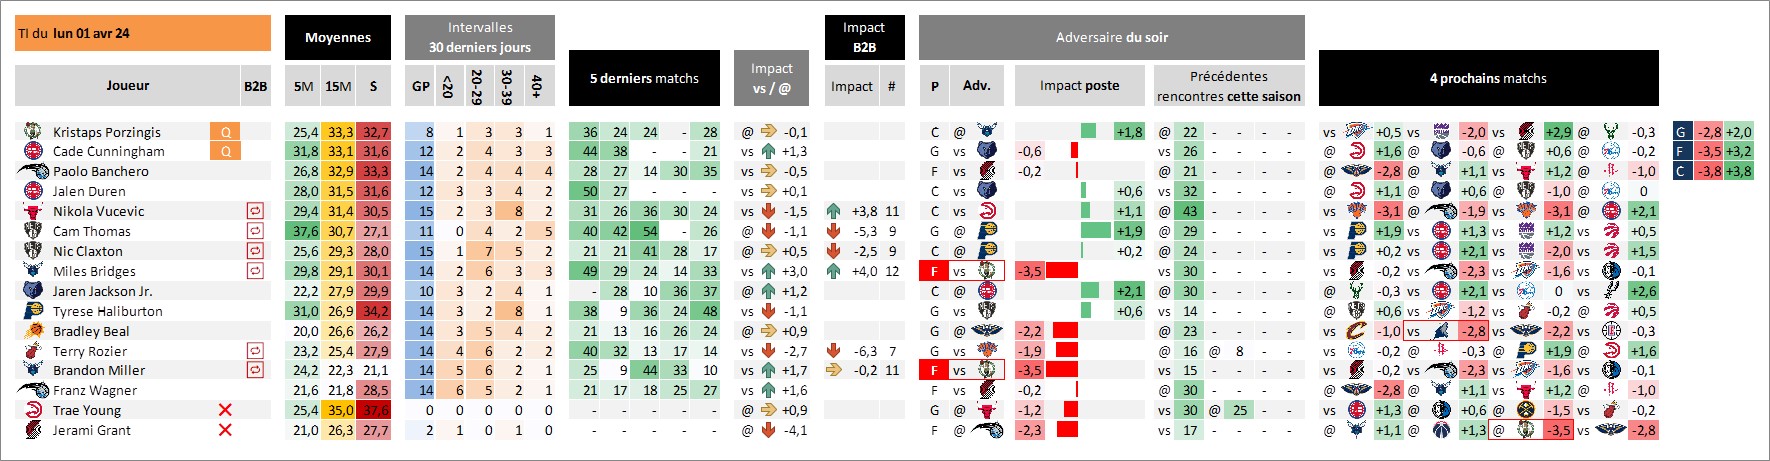 TI du lun 01 avr 24
Moyennes
Intervalles
30 derniers jours
5 derniers matchs
Impact
vs / @
Impact
B2B
Adversaire du soir
4 prochains matchs
Joueur B2B 5M 15M S GP <20 20-29 30-39 40+ Impact # P Adv. Impact poste Précédentes
rencontres cette saison
Kristaps Porzingis Q 25,4 33,3 32,7 8 1 3 3 1 36 24 24 - 28 @ -0,1 C @ +1,8 @ 22 - - - vs +0,5 vs -2,0 vs +2,9 @ -0,3 G -2,8 +2,0
Cade Cunningham Q 31,8 33,1 31,6 12 2 4 3 3 44 38 - - 21 vs +1,3 G vs -0,6 vs 26 - - - @ +1,6 @ -0,6 @ +0,6 @ -0,2 F -3,5 +3,2
Paolo Banchero 26,8 32,9 33,3 14 2 4 4 4 28 27 14 30 35 vs -0,5 F vs -0,2 @ 21 - - - @ -2,8 @ +1,1 vs +1,2 @ -1,0 C -3,8 +3,8
Jalen Duren 28,0 31,5 31,6 12 2 3 4 2 50 27 - - - vs +0,1 C vs +0,6 vs 32 - - - @ +1,1 @ +0,6 @ -1,0 @ 0
Nikola Vucevic 29,4 31,4 30,5 15 2 3 8 2 31 26 36 30 24 vs -1,5 +3,8 11 C vs +1,1 @ 43 - - - vs -3,1 @ -1,9 vs -3,1 @ +2,1
Cam Thomas 37,6 30,7 27,1 11 0 4 2 5 40 42 54 - 26 @ -1,1 -5,3 9 G @ +1,9 @ 29 - - - vs +1,9 vs +1,3 vs +1,2 vs +0,5
Nic Claxton 25,6 29,3 28,0 15 1 7 5 2 21 21 41 28 17 @ +0,5 -2,5 9 C @ +0,2 @ 24 - - - vs +0,2 vs +2,1 vs -2,0 vs +1,5
Miles Bridges 29,8 29,1 30,1 14 2 6 3 3 49 29 24 14 33 vs +3,0 +4,0 12 F vs -3,5 vs 30 - - - vs -0,2 vs -2,3 vs -1,6 vs -0,1
Jaren Jackson Jr. 22,2 27,9 29,9 10 3 2 4 1 - 28 10 36 37 @ +1,2 C @ +2,1 @ 30 - - - @ -0,3 vs +2,1 vs 0 vs +2,6
Tyrese Haliburton 31,0 26,9 34,2 14 3 2 8 1 38 9 36 24 48 vs -1,1 G vs +0,6 vs 14 - - - @ -0,6 vs -1,2 vs -0,2 @ +0,5
Bradley Beal 20,0 26,6 26,2 14 3 5 4 2 21 13 16 26 24 @ +0,9 G @ -2,2 @ 23 - - - vs -1,0 vs -2,8 @ -2,2 vs -0,3
Terry Rozier 23,2 25,4 27,9 14 4 6 2 2 40 32 13 17 14 vs -2,7 -6,3 7 G vs -1,9 @ 16 @ 8 - - vs -0,2 @ -0,3 @ +1,9 @ +1,6
Brandon Miller 24,2 22,3 21,1 14 5 6 2 1 25 9 44 33 10 vs +1,7 -0,2 11 F vs -3,5 vs 15 - - - vs -0,2 vs -2,3 vs -1,6 vs -0,1
Franz Wagner 21,6 21,8 28,5 14 6 5 2 1 21 17 18 25 27 vs +1,6 F vs -0,2 @ 30 - - - @ -2,8 @ +1,1 vs +1,2 @ -1,0
Trae Young 25,4 35,0 37,6 0 0 0 0 0 - - - - - @ +0,9 G @ -1,2 vs 30 @ 25 - - vs +1,3 @ +0,6 @ -1,5 vs -0,2
Jerami Grant 21,0 26,3 27,7 2 1 0 1 0 - - - - - @ -4,1 F @ -2,3 vs 17 - - - @ +1,1 @ +1,3 @ -3,5 vs -2,8